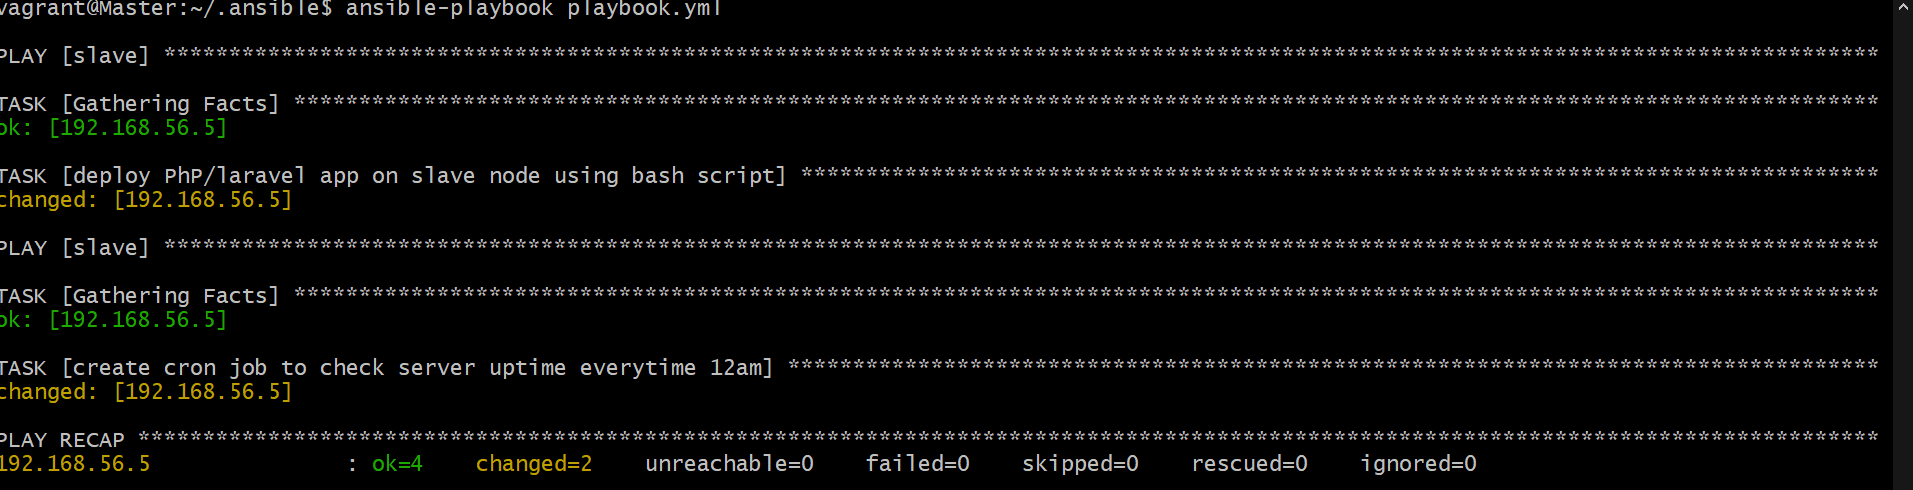 vagrant@Master:~/.ansible$ ansible-playbook playbook.yml
PLAY [slave] ************************************************************************************************************************************
TASK [Gathering Facts] **************************************************************************************************************************
ok: [192.168.56.5]
TASK [deploy PhP/laravel app on slave node using bash script] ***********************************************************************************
changed: [192.168.56.5]
PLAY [slave] ************************************************************************************************************************************
TASK [Gathering Facts] **************************************************************************************************************************
ok: [192.168.56.5]
TASK [create cron job to check server uptime everytime 12am] ************************************************************************************
changed: [192.168.56.5]
PLAY RECAP **************************************************************************************************************************************
192.168.56.5               : ok=4    changed=2    unreachable=0    failed=0    skipped=0    rescued=0    ignored=0